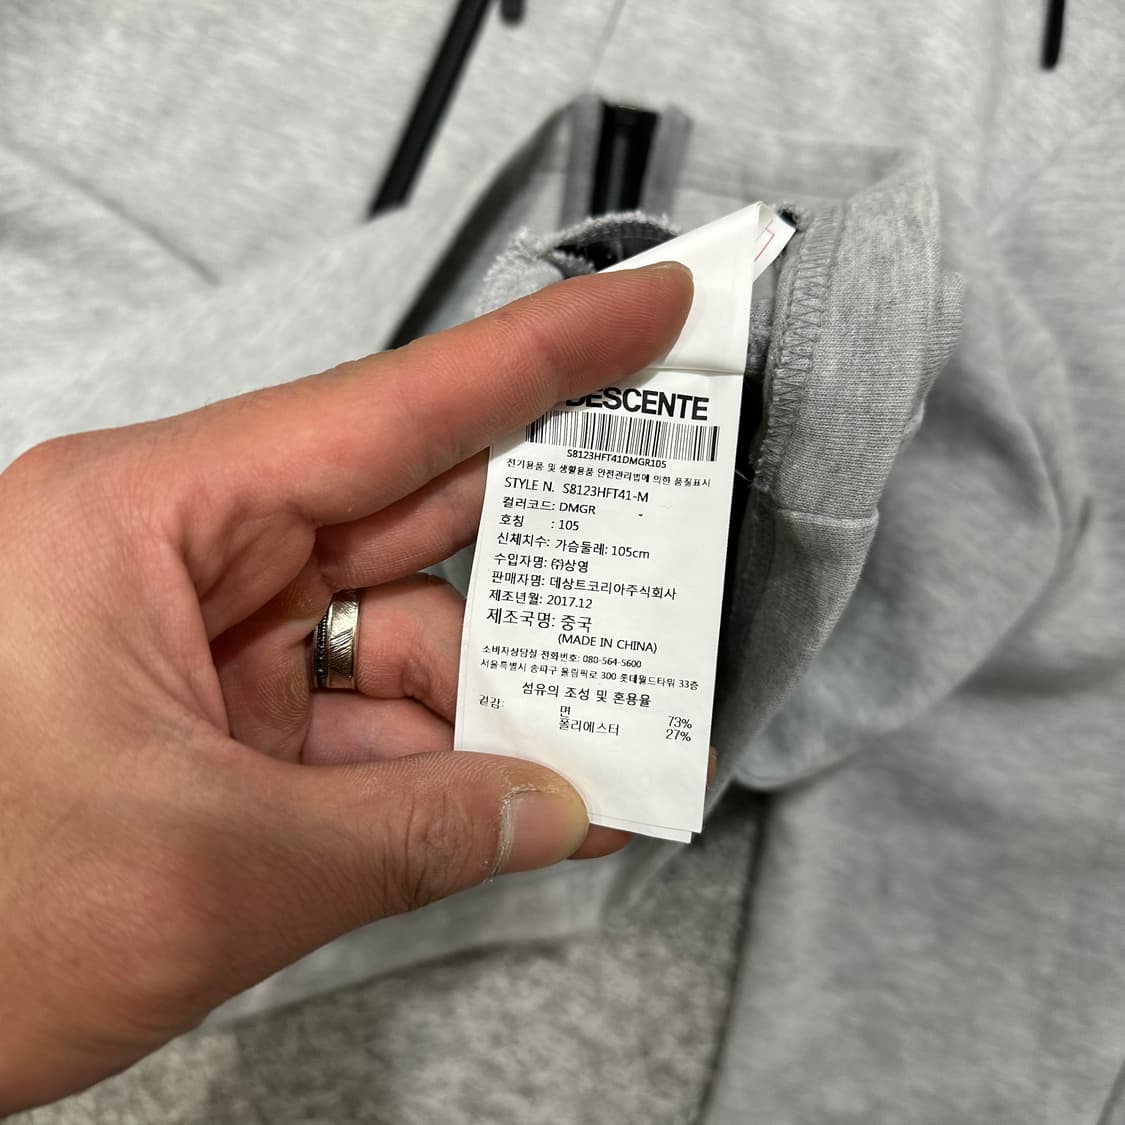 DESCENTE
S8123HFT41DMGR105
전기용품 및 생활용품 안전관리법에 의한 품질표시
STYLE N. S8123HFT41-M
컬러코드: DMGR
호칭 : 105
신체치수: 가슴둘레: 105cm
수입자명: ㈜상영
판매자명: 데상트코리아주식회사
제조년월: 2017.12
제조국명: 중국
(MADE IN CHINA)
소비자상담실 전화번호: 080-564-5600
서울특별시 송파구 올림픽로 300 롯데월드타워 33층
섬유의 조성 및 혼용율
겉감: 면 73%
폴리에스터 27%